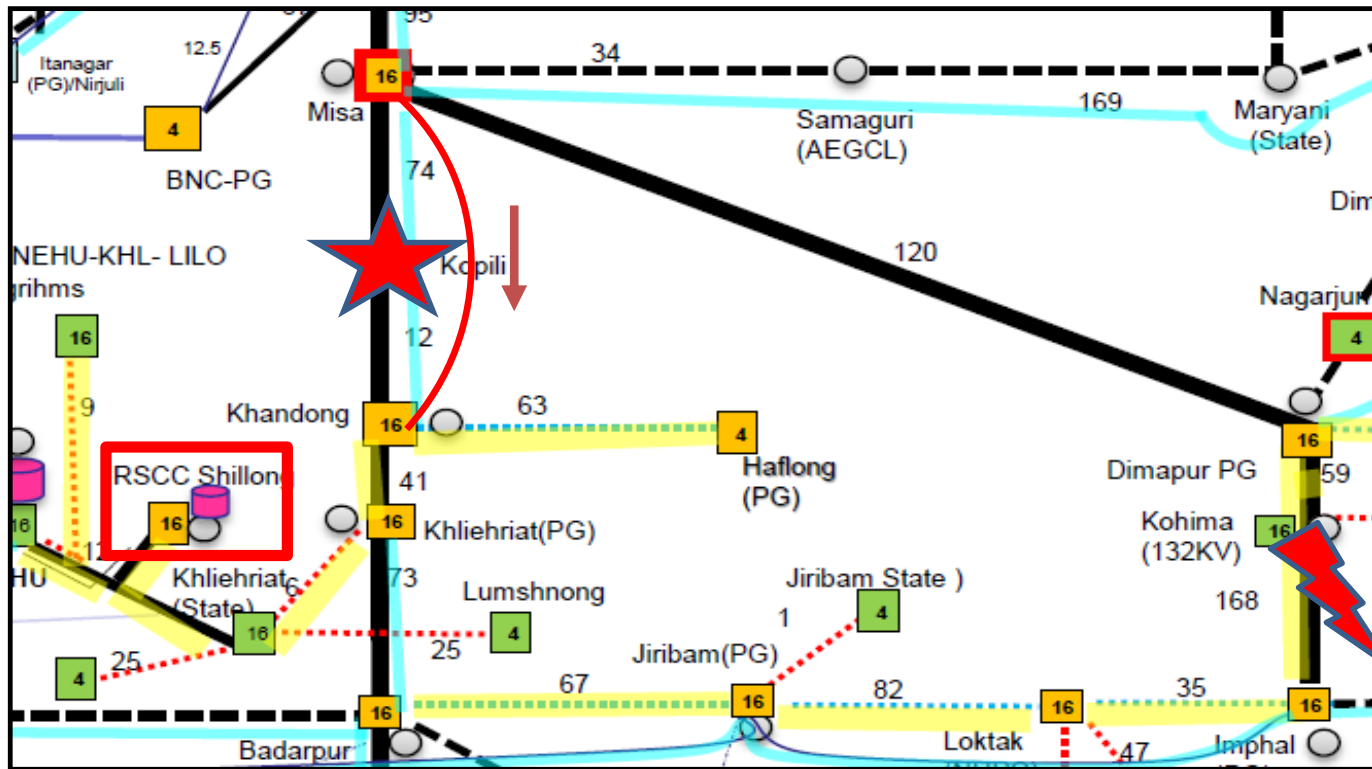 95
12.5
34
Itanagar
(PG)/Nirjuli
16
Misa
169
Maryani
(State)
Samaguri
(AEGCL)
4
BNC-PG
74
Dim
120
NEHU-KHL- LILO
grihms
Kopili
Nagarjun
16
12
4
9
Khandong
16
63
4
16
Haflong
(PG)
RSCC Shillong
41
Dimapur PG
59
16
16
16
Khliehriat(PG)
Kohima
(132KV)
16
12
HU
Khliehriat
(State)
6
73
Lumshnong
Jiribam State )
168
16
4
1
4
25
25
Jiribam(PG)
4
67
82
35
16
16
16
16
Badarpur
Loktak
47
Imphal